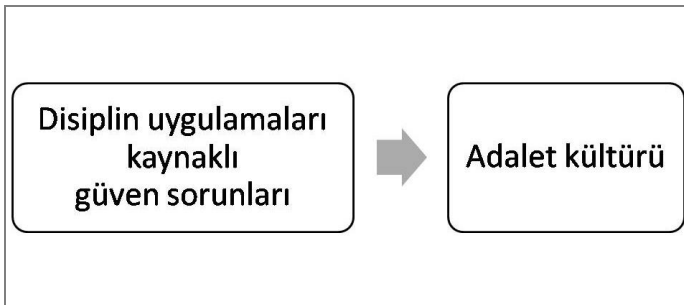 Disiplin uygulamaları
kaynaklı
güven sorunları
Adalet kültürü